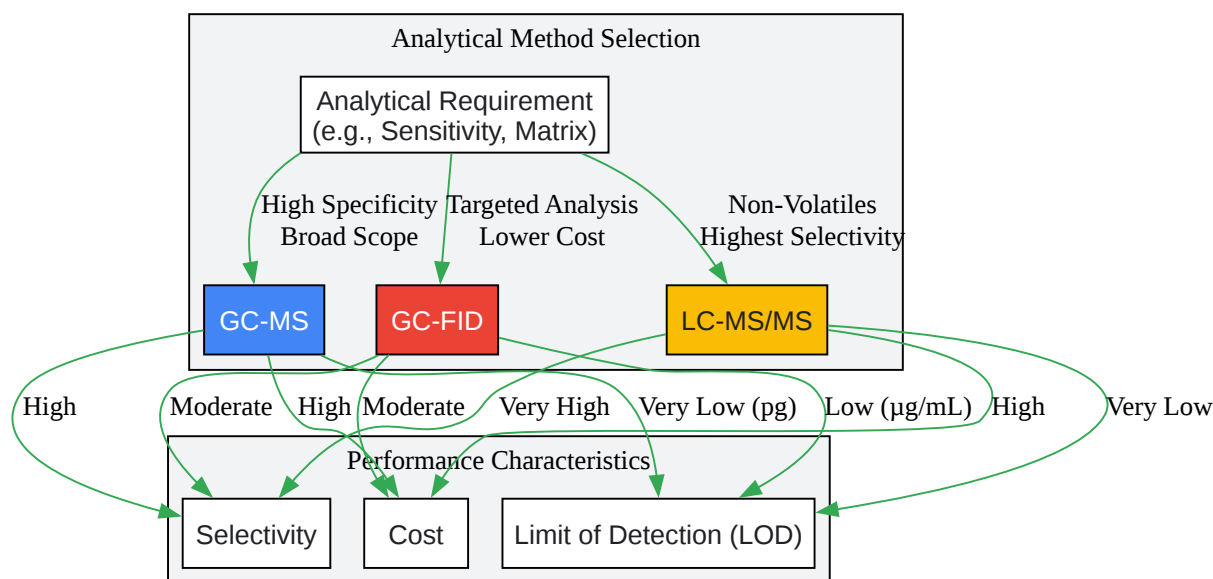 Analytical Method Selection
Analytical Requirement
(e.g., Sensitivity, Matrix)
High Specificity
Broad Scope
Targeted Analysis
Lower Cost
Non-Volatiles
Highest Selectivity
GC-MS
GC-FID
LC-MS/MS
High
Moderate
High
Moderate
Very High
Very Low (pg)
Low (µg/mL)
High
Very Low
Performance Characteristics
Selectivity
Cost
Limit of Detection (LOD)